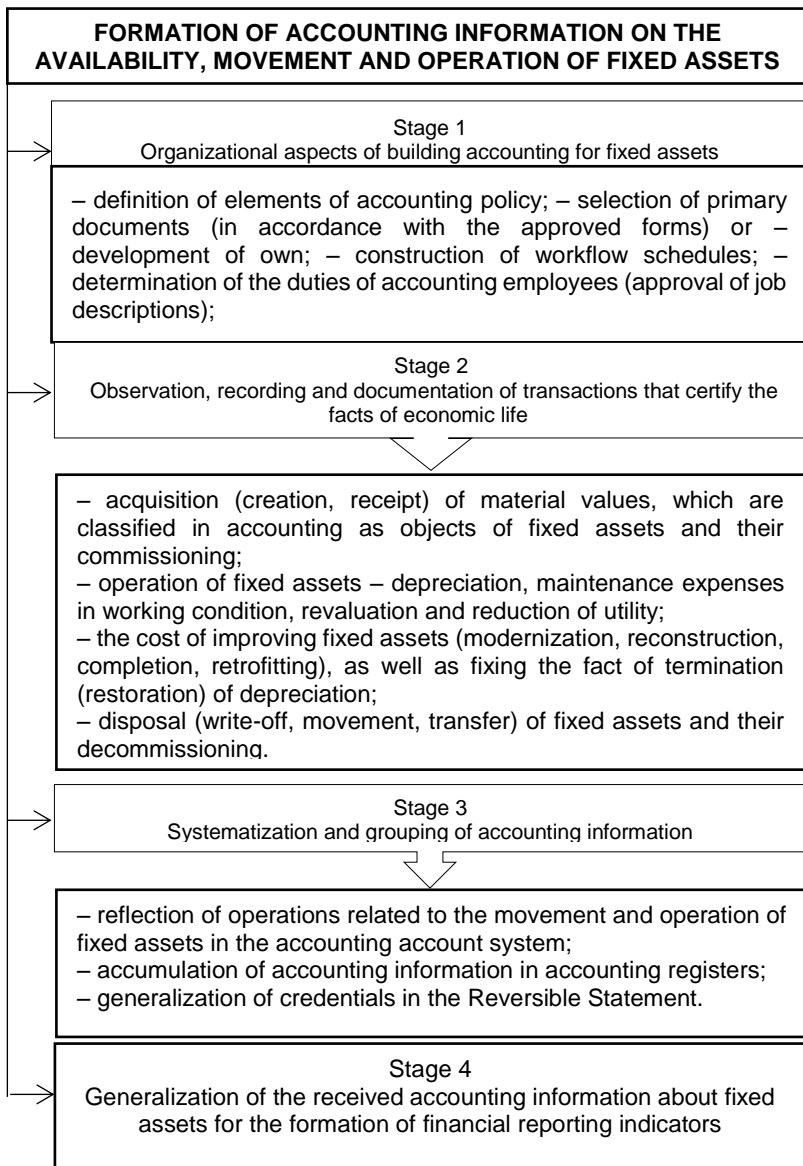 FORMATION OF ACCOUNTING INFORMATION ON THE
AVAILABILITY, MOVEMENT AND OPERATION OF FIXED ASSETS
Stage 1
Organizational aspects of building accounting for fixed assets
– definition of elements of accounting policy; – selection of primary
documents (in accordance with the approved forms) or –
development of own; – construction of workflow schedules; –
determination of the duties of accounting employees (approval of job
descriptions);
Stage 2
Observation, recording and documentation of transactions that certify the
facts of economic life
– acquisition (creation, receipt) of material values, which are
classified in accounting as objects of fixed assets and their
commissioning;
– operation of fixed assets – depreciation, maintenance expenses
in working condition, revaluation and reduction of utility;
– the cost of improving fixed assets (modernization, reconstruction,
completion, retrofitting), as well as fixing the fact of termination
(restoration) of depreciation;
– disposal (write-off, movement, transfer) of fixed assets and their
decommissioning.
Stage 3
Systematization and grouping of accounting information
– reflection of operations related to the movement and operation of
fixed assets in the accounting account system;
– accumulation of accounting information in accounting registers;
– generalization of credentials in the Reversible Statement.
Stage 4
Generalization of the received accounting information about fixed
assets for the formation of financial reporting indicators